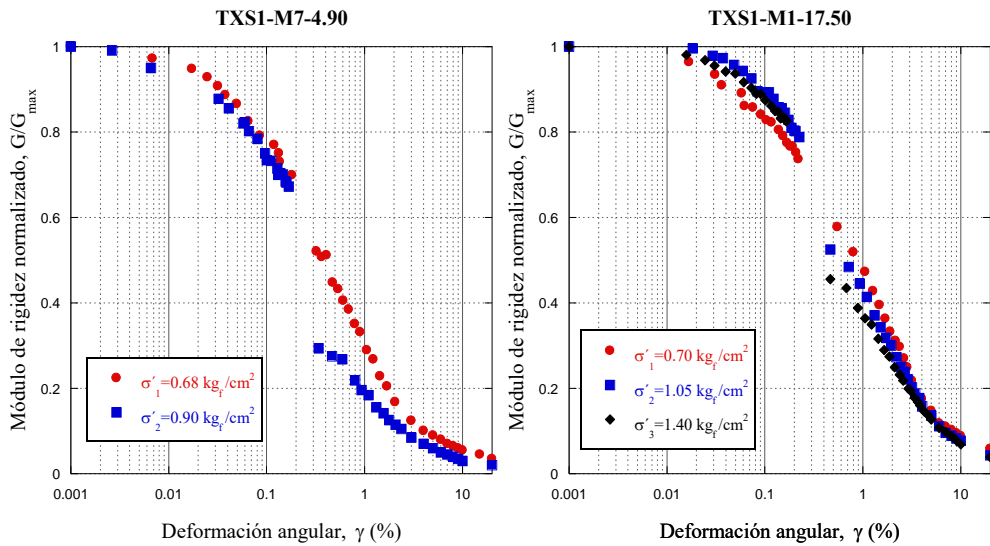 TXS1-M7-4.90
Módulo de rigidez normalizado, G/Gmax
1
0.8
0.6
0.4
0.2
0
0.001
0.01
0.1
1
10
σ´1=0.68 kgf/cm2
σ´2=0.90 kgf/cm2
Deformación angular, γ (%)
TXS1-M1-17.50
Módulo de rigidez normalizado, G/Gmax
1
0.8
0.6
0.4
0.2
0
0.001
0.01
0.1
1
10
σ´1=0.70 kgf/cm2
σ´2=1.05 kgf/cm2
σ´3=1.40 kgf/cm2
Deformación angular, γ (%)